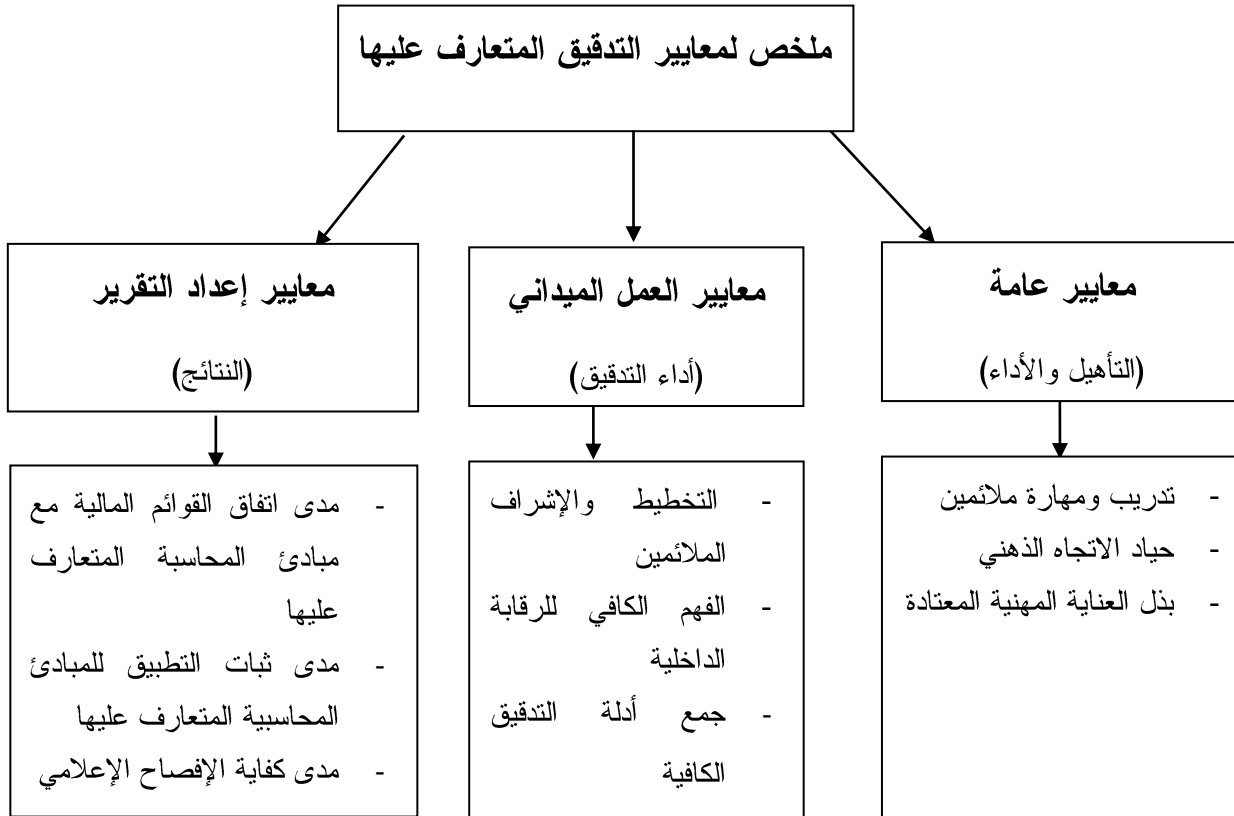 ملخص لمعايير التدقيق المتعارف عليها
معايير عامة
(التأهيل والأداء)
- تدريب ومهارة ملائمين
- حياد الاتجاه الذهني
- بذل العناية المهنية المعتادة
معايير العمل الميداني
(أداء التدقيق)
- التخطيط والإشراف
الملائمين
- الفهم الكافي للرقابة
الداخلية
- جمع أدلة التدقيق
الكافية
معايير إعداد التقرير
(النتائج)
- مدى اتفاق القوائم المالية مع
مبادئ المحاسبة المتعارف
عليها
- مدى ثبات التطبيق للمبادئ
المحاسبية المتعارف عليها
- مدى كفاية الإفصاح الإعلامي